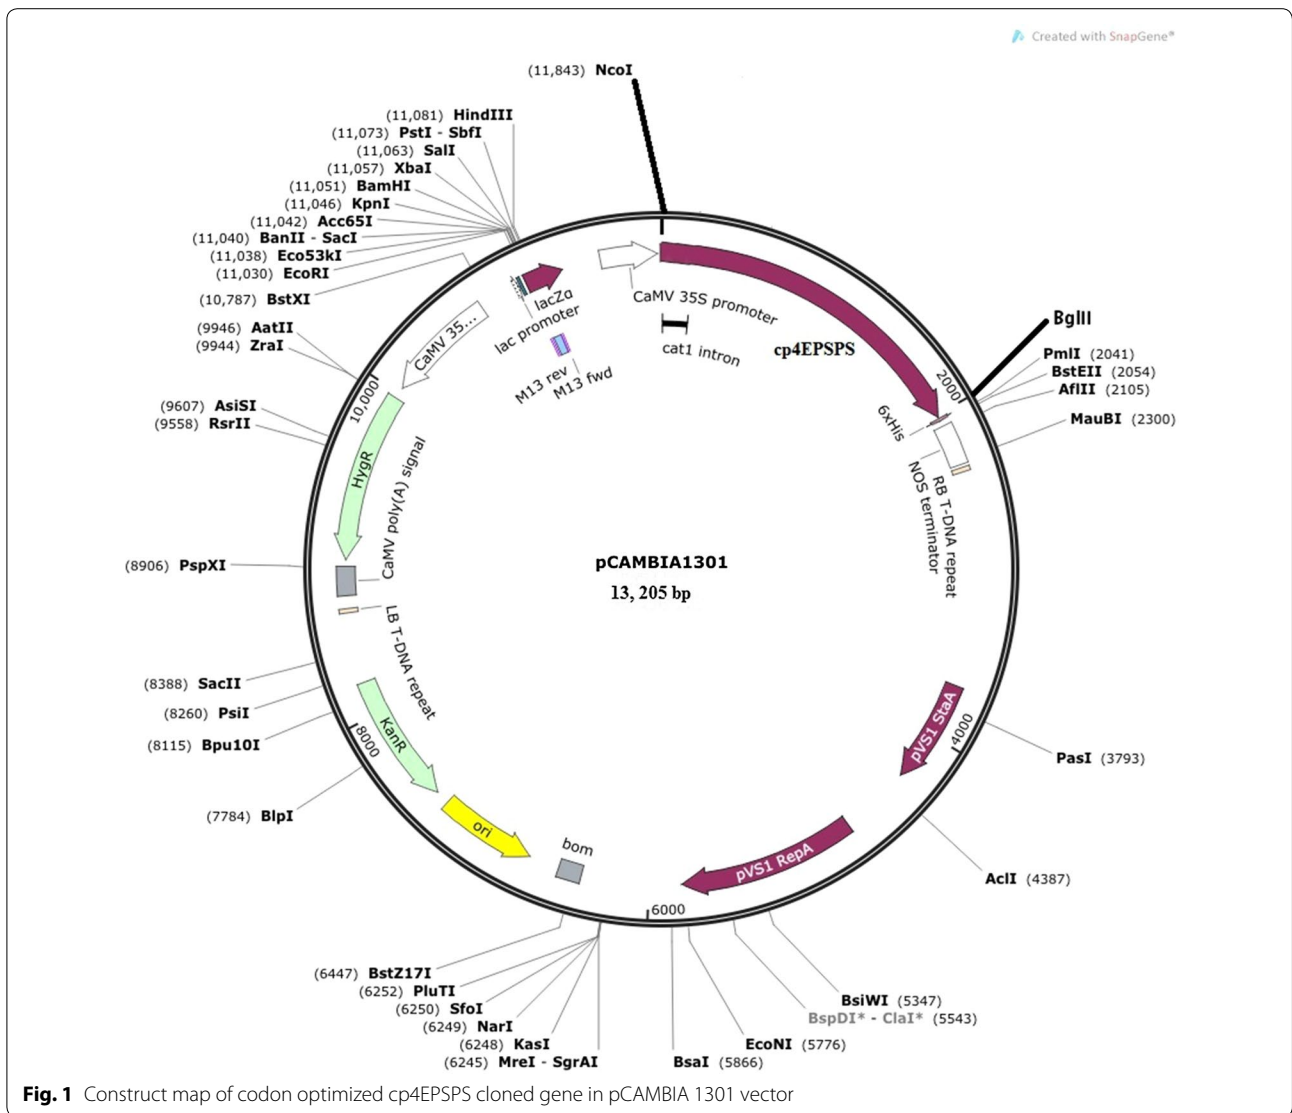 Created with SnapGene®
(11,843) NcoI
(11,081) HindIII
(11,073) PstI - SbfI
(11,063) SalI
(11,057) XbaI
(11,051) BamHI
(11,046) KpnI
(11,042) Acc65I
(11,040) BanII - SacI
(11,038) Eco53kI
(11,030) EcoRI
(10,787) BstXI
(9946) AatII
(9944) ZraI
(9607) AsiSI
(9558) RsrII
(8906) PspXI
(8388) SacII
(8260) PsiI
(8115) Bpu10I
(7784) BlpI
(6447) BstZ17I
(6252) PluTI
(6250) SfoI
(6249) NarI
(6248) KasI
(6245) MreI - SgrAI
BglII
PmlI (2041)
BstEII (2054)
AflII (2105)
MauBI (2300)
PasI (3793)
AclI (4387)
BsiWI (5347)
BspDI* - ClaI* (5543)
EcoNI (5776)
BsaI (5866)
lacZα
lac promoter
M13 rev
M13 fwd
CaMV 35S promoter
cat1 intron
cp4EPSPS
2000
6xHis
NOS terminator
RB T-DNA repeat
pVS1 StaA
4000
pVS1 RepA
6000
bom
ori
KanR
8000
LB T-DNA repeat
CaMV poly(A) signal
HygR
10,000
CaMV 35...
pCAMBIA1301
13, 205 bp
Fig. 1 Construct map of codon optimized cp4EPSPS cloned gene in pCAMBIA 1301 vector